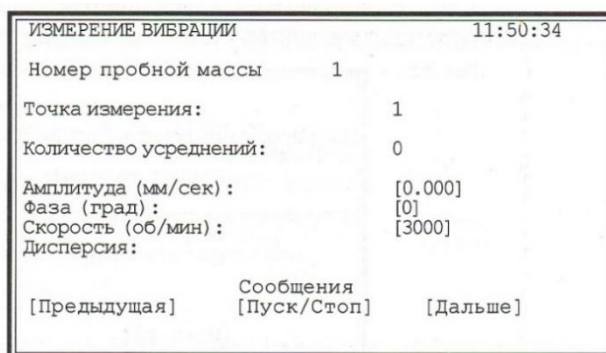 ИЗМЕРЕНИЕ ВИБРАЦИИ 11:50:34
Номер пробной массы 1
Точка измерения: 1
Количество усреднений: 0
Амплитуда (мм/сек): [0.000]
Фаза (град): [0]
Скорость (об/мин): [3000]
Дисперсия:
Сообщения
[Предыдущая] [Пуск/Стоп] [Дальше]